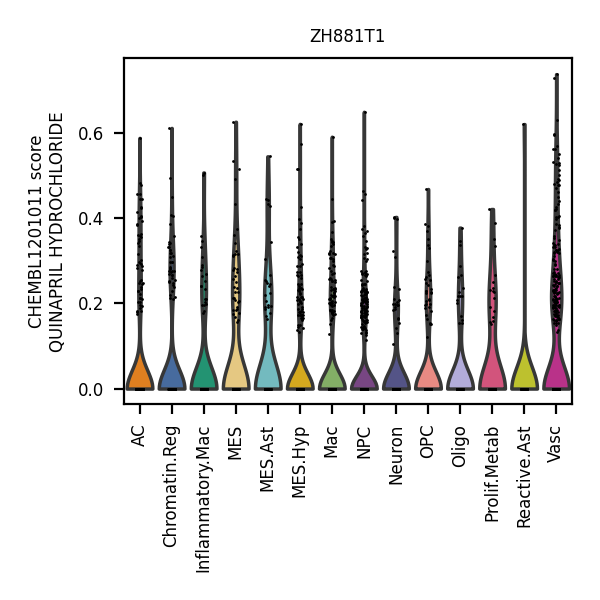 ZH881T1
CHEMBL1201011 score
QUINAPRIL HYDROCHLORIDE
0.6
0.4
0.2
0.0
AC
Chromatin.Reg
Inflammatory.Mac
MES
MES.Ast
MES.Hyp
Mac
NPC
Neuron
OPC
Oligo
Prolif.Metab
Reactive.Ast
Vasc